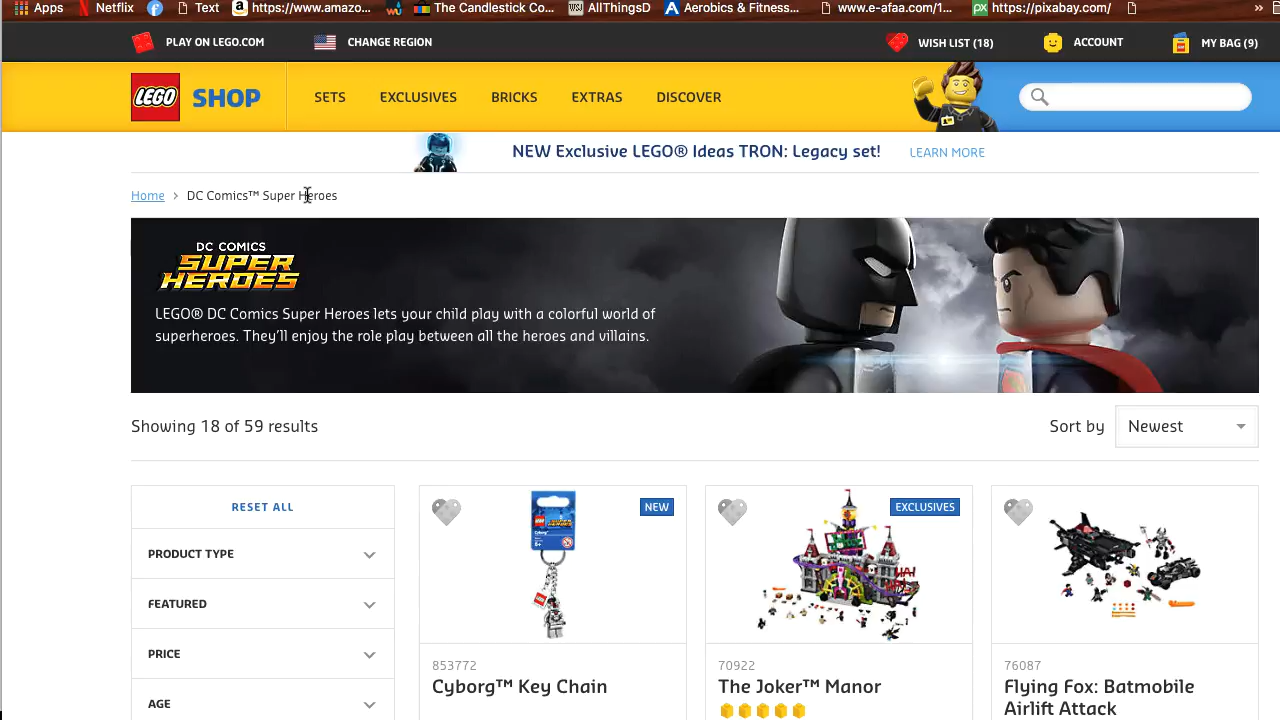 Apps Netflix Text https://www.amazo... The Candlestick Co... AllThingsD Aerobics & Fitness... www.e-afaa.com/1... px https://pixabay.com/ »
PLAY ON LEGO.COM CHANGE REGION WISH LIST (18) ACCOUNT MY BAG (9)
LEGO SHOP SETS EXCLUSIVES BRICKS EXTRAS DISCOVER
NEW Exclusive LEGO® Ideas TRON: Legacy set! LEARN MORE
Home > DC Comics™ Super Heroes
DC COMICS
SUPER
HEROES
LEGO® DC Comics Super Heroes lets your child play with a colorful world of
superheroes. They'll enjoy the role play between all the heroes and villains.
Showing 18 of 59 results Sort by Newest
RESET ALL
PRODUCT TYPE
FEATURED
PRICE
AGE
NEW
853772
Cyborg™ Key Chain
EXCLUSIVES
70922
The Joker™ Manor
76087
Flying Fox: Batmobile
Airlift Attack